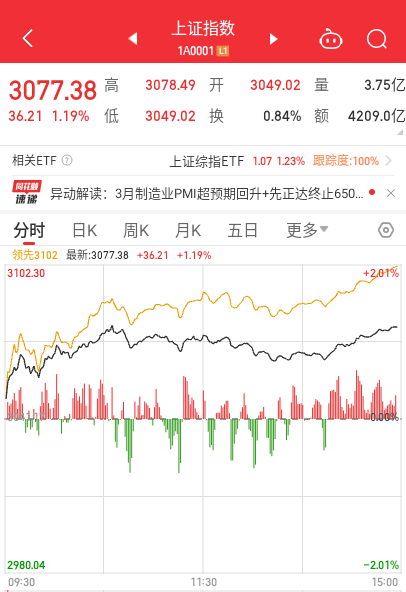 上证指数
1A0001 L1
3077.38 高 3078.49 开 3049.02 量 3.75亿
36.21 1.19% 低 3049.02 换 0.84% 额 4209.0亿
相关ETF ? 上证综指ETF 1.07 1.23% 跟踪度:100%
同花顺 速递 异动解读：3月制造业PMI超预期回升+先正达终止650...
分时 日K 周K 月K 五日 更多
领先3102 最新:3077.38 +36.21 +1.19%
3102.30 +2.01%
0.00%
2980.04 -2.01%
09:30 11:30 15:00